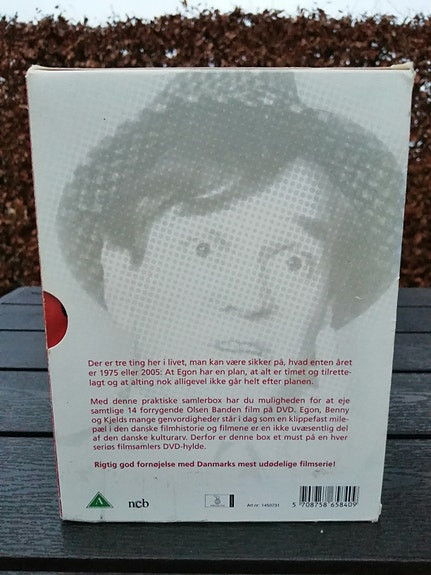 Der er tre ting her i livet, man kan være sikker på, hvad enten året
er 1975 eller 2005: At Egon har en plan, at alt er timet og tilrette-
lagt og at alting nok alligevel ikke går helt efter planen.
Med denne praktiske samlerbox har du muligheden for at eje
samtlige 14 forrygende Olsen Banden film på DVD. Egon, Benny
og Kjelds mange genvordigheder står i dag som en klippefast mile-
pæl i den danske filmhistorie og filmene er en ikke uvæsentlig del
af den danske kulturarv. Derfor er denne box et must på en hver
seriøs filmsamlers DVD-hylde.
Rigtig god fornøjelse med Danmarks mest udødelige filmserie!
A
ncb
Art nr: 1459731
5 708758 658409